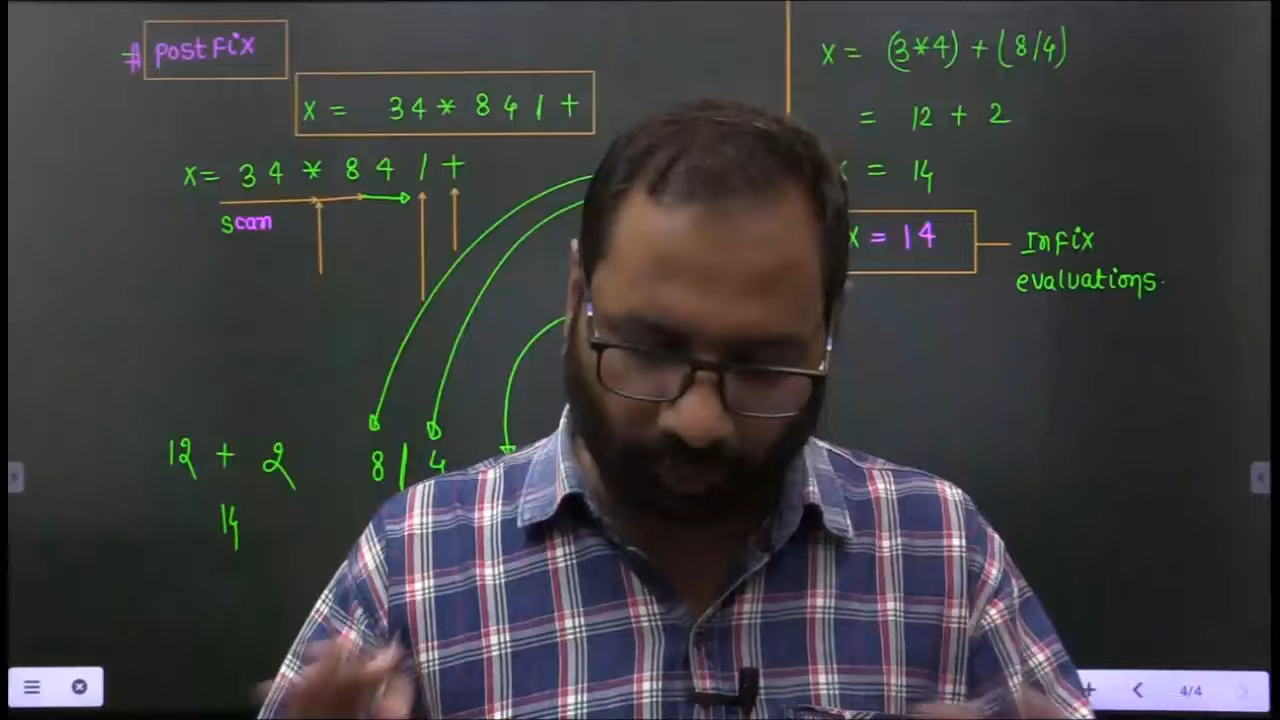 # postfix
x = 3 4 * 8 4 / +
x = 3 4 * 8 4 / +
scan
12 + 2
14
8 / 4
x = (3*4) + (8/4)
= 12 + 2
= 14
x = 14
Infix
evaluations.
4/4